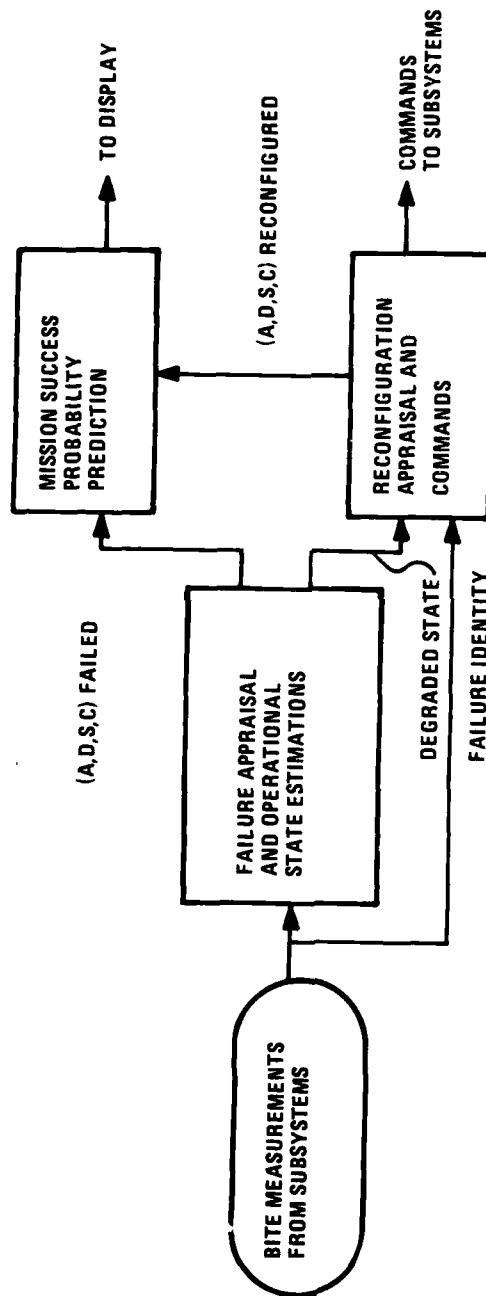 BITE MEASUREMENTS
FROM SUBSYSTEMS
FAILURE APPRAISAL
AND OPERATIONAL
STATE ESTIMATIONS
(A,D,S,C) FAILED
MISSION SUCCESS
PROBABILITY
PREDICTION
TO DISPLAY
(A,D,S,C) RECONFIGURED
DEGRADED STATE
FAILURE IDENTITY
RECONFIGURATION
APPRAISAL AND
COMMANDS
COMMANDS
TO SUBSYSTEMS